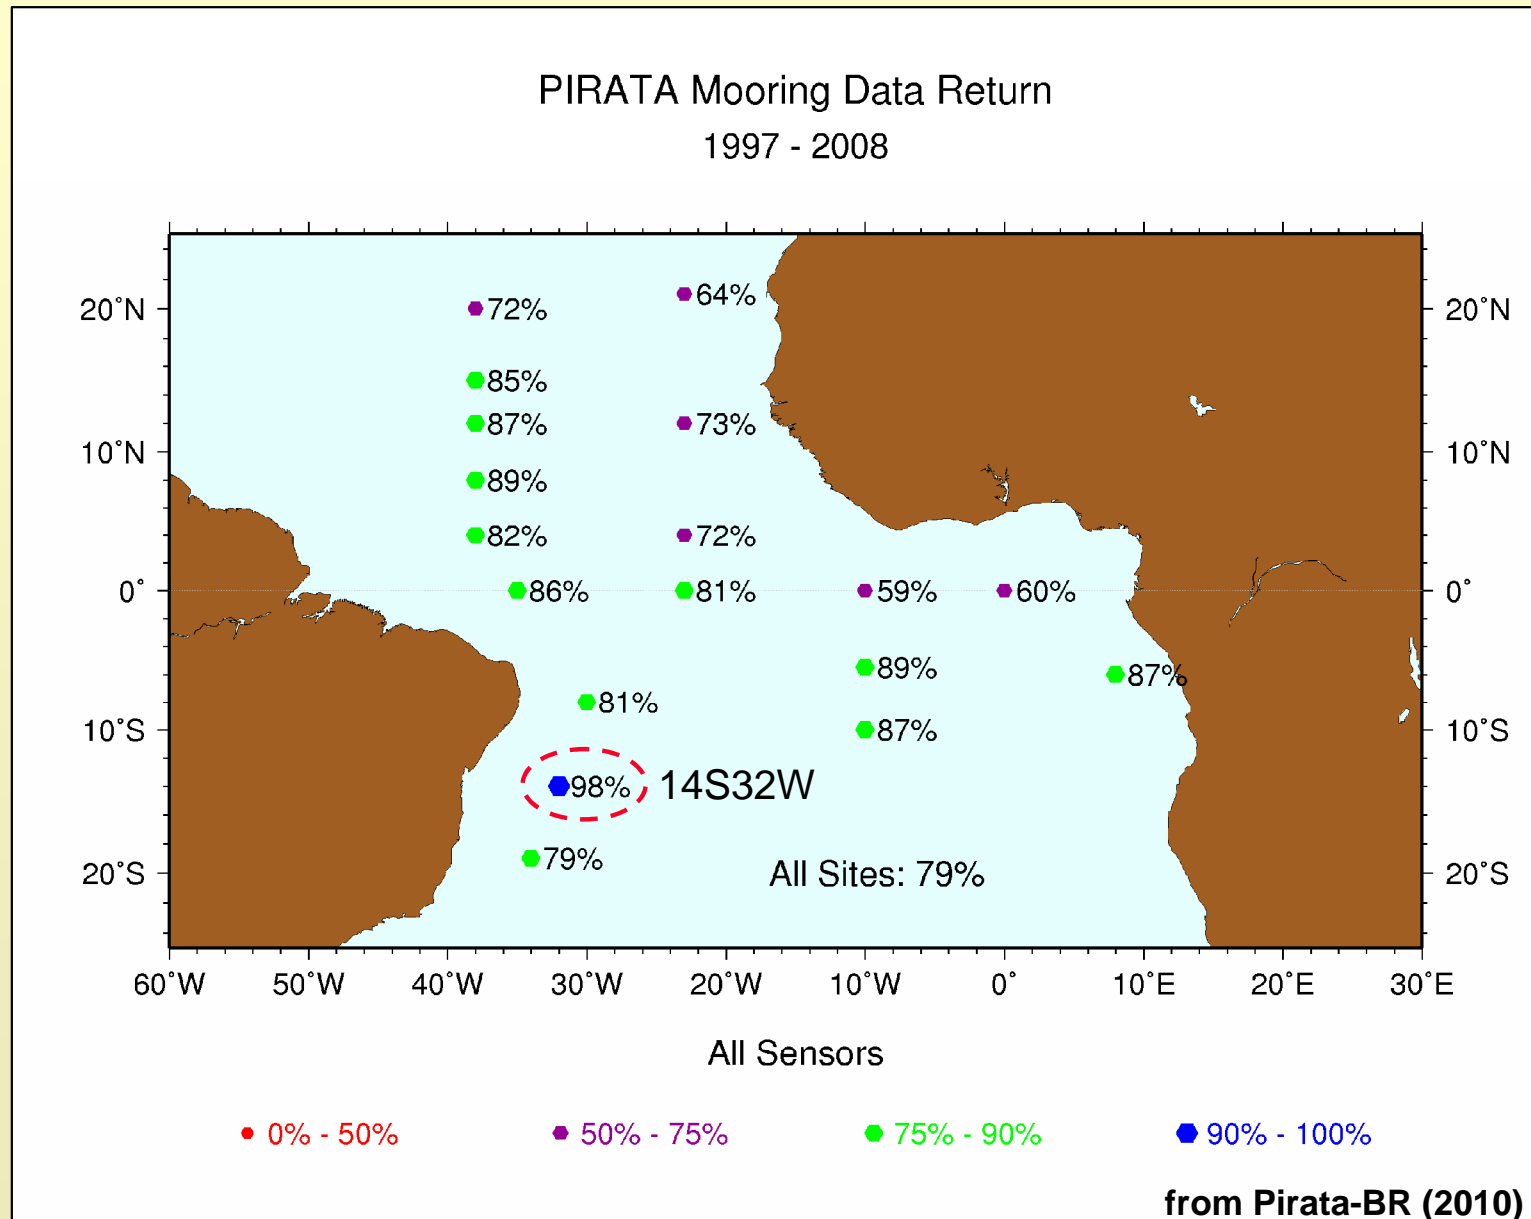 PIRATA Mooring Data Return
1997 - 2008
64%
20˚N 72% 20˚N
85%
87% 73%
10˚N 10˚N
89%
82% 72%
0˚ 86% 81% 59% 60% 0˚
89% 87%
81%
10˚S 87% 10˚S
98% 14S32W
79%
20˚S All Sites: 79% 20˚S
60˚W 50˚W 40˚W 30˚W 20˚W 10˚W 0˚ 10˚E 20˚E 30˚E
All Sensors
0% - 50% 50% - 75% 75% - 90% 90% - 100%
from Pirata-BR (2010)